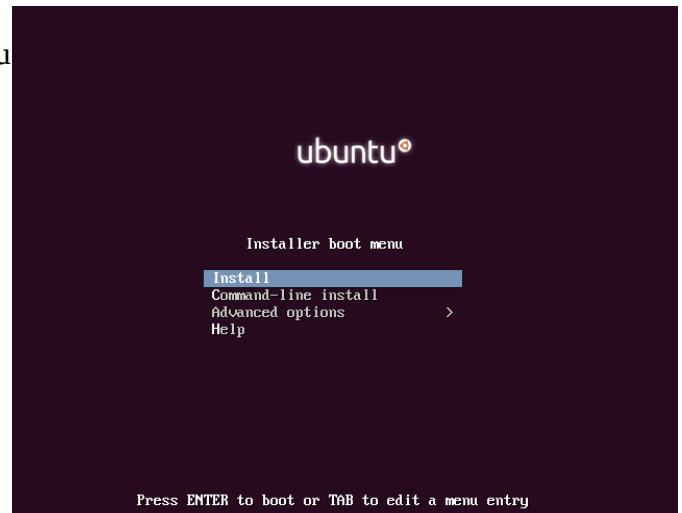 u
ubuntu
Installer boot menu
Install
Command-line install
Advanced options >
Help
Press ENTER to boot or TAB to edit a menu entry